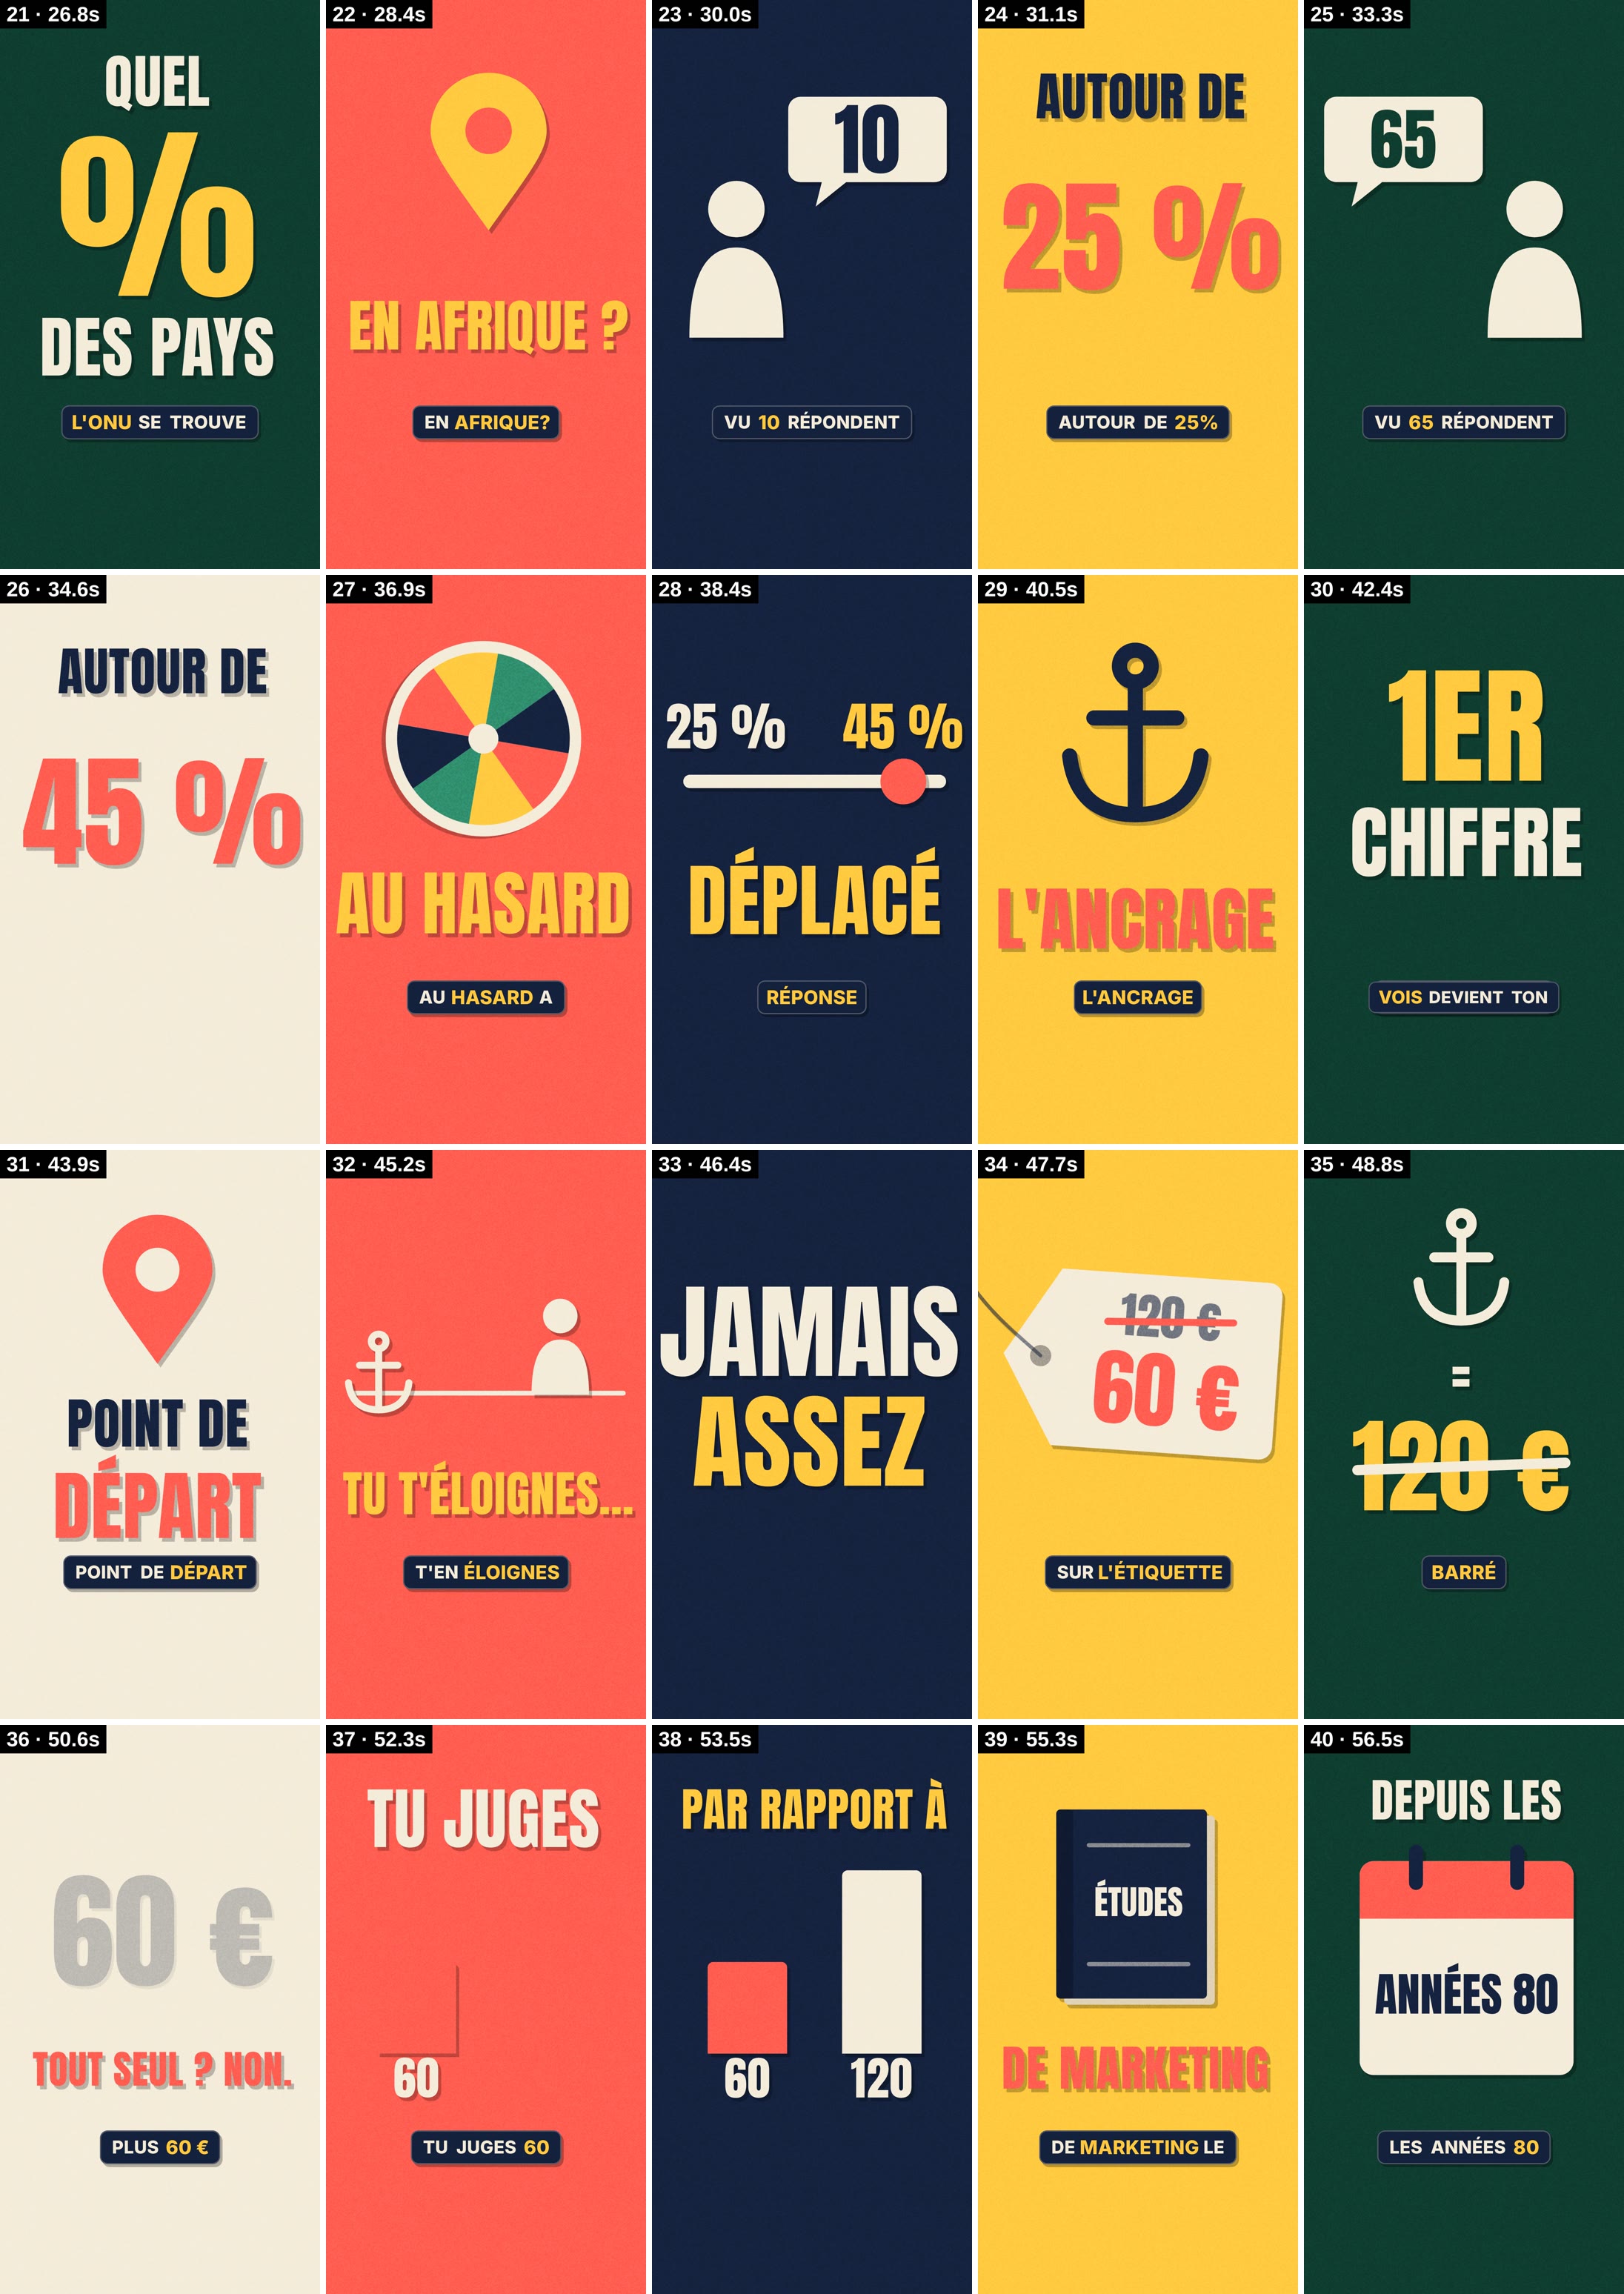 21 · 26.8s
QUEL
%
DES PAYS
L'ONU SE TROUVE
22 · 28.4s
EN AFRIQUE ?
EN AFRIQUE?
23 · 30.0s
10
VU 10 RÉPONDENT
24 · 31.1s
AUTOUR DE
25 %
AUTOUR DE 25%
25 · 33.3s
65
VU 65 RÉPONDENT
26 · 34.6s
AUTOUR DE
45 %
27 · 36.9s
AU HASARD
AU HASARD A
28 · 38.4s
25 % 45 %
DÉPLACÉ
RÉPONSE
29 · 40.5s
L'ANCRAGE
L'ANCRAGE
30 · 42.4s
1ER
CHIFFRE
VOIS DEVIENT TON
31 · 43.9s
POINT DE
DÉPART
POINT DE DÉPART
32 · 45.2s
TU T'ÉLOIGNES...
T'EN ÉLOIGNES
33 · 46.4s
JAMAIS
ASSEZ
34 · 47.7s
120 €
60 €
SUR L'ÉTIQUETTE
35 · 48.8s
=
120 €
BARRÉ
36 · 50.6s
60 €
TOUT SEUL ? NON.
PLUS 60 €
37 · 52.3s
TU JUGES
60
TU JUGES 60
38 · 53.5s
PAR RAPPORT À
60 120
39 · 55.3s
ÉTUDES
DE MARKETING
DE MARKETING LE
40 · 56.5s
DEPUIS LES
ANNÉES 80
LES ANNÉES 80